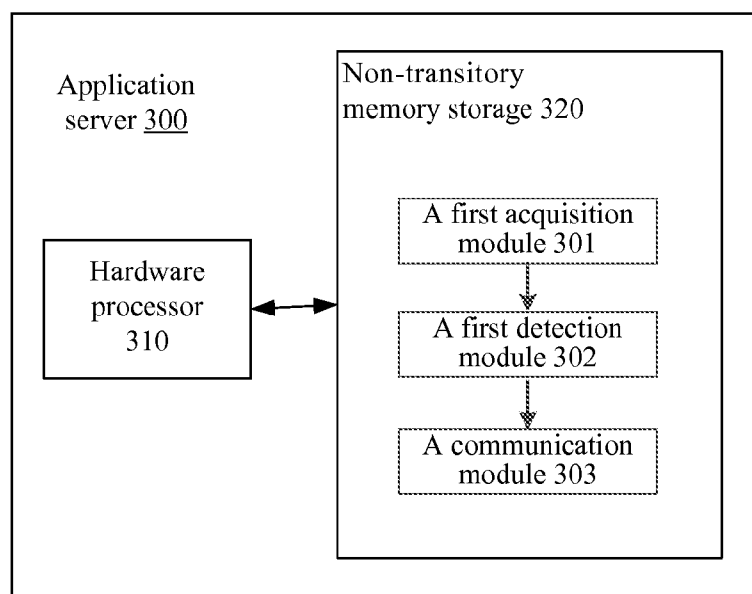 Application
server 300
Non-transitory
memory storage 320
A first acquisition
module 301
Hardware
processor
310
A first detection
module 302
A communication
module 303